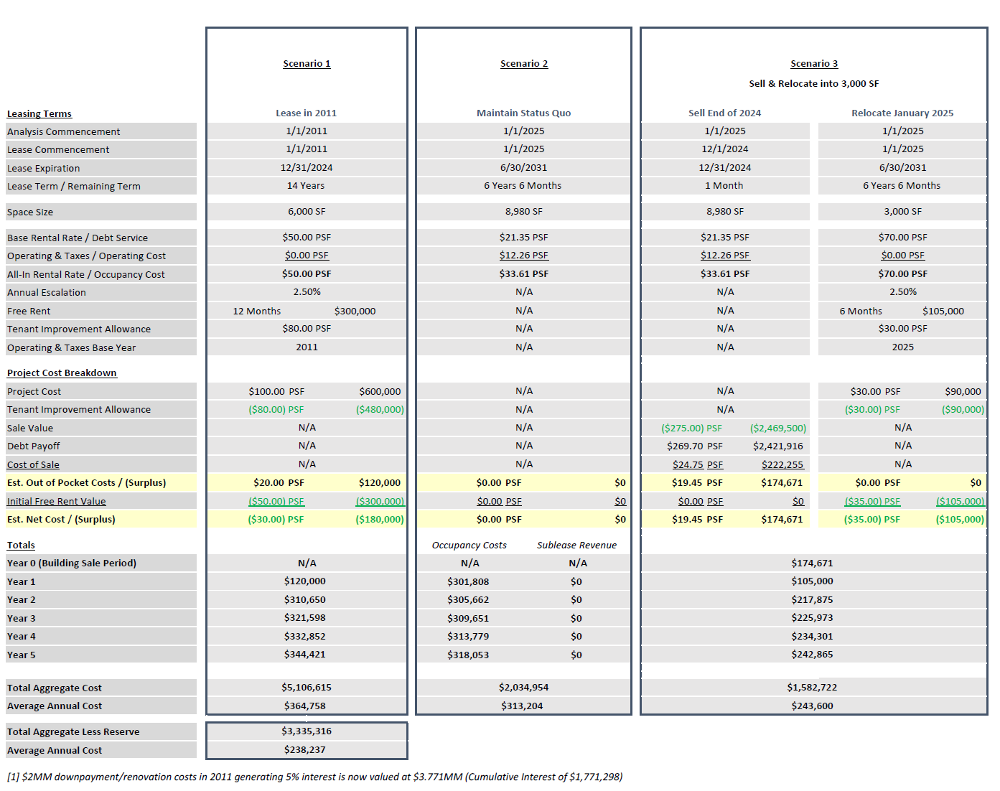 Scenario 1 Scenario 2 Scenario 3
Sell & Relocate into 3,000 SF
Leasing Terms Lease in 2011 Maintain Status Quo Sell End of 2024 Relocate January 2025
Analysis Commencement 1/1/2011 1/1/2025 1/1/2025 1/1/2025
Lease Commencement 1/1/2011 1/1/2025 12/1/2024 1/1/2025
Lease Expiration 12/31/2024 6/30/2031 12/31/2024 6/30/2031
Lease Term / Remaining Term 14 Years 6 Years 6 Months 1 Month 6 Years 6 Months
Space Size 6,000 SF 8,980 SF 8,980 SF 3,000 SF
Base Rental Rate / Debt Service $50.00 PSF $21.35 PSF $21.35 PSF $70.00 PSF
Operating & Taxes / Operating Cost $0.00 PSF $12.26 PSF $12.26 PSF $0.00 PSF
All-In Rental Rate / Occupancy Cost $50.00 PSF $33.61 PSF $33.61 PSF $70.00 PSF
Annual Escalation 2.50% N/A N/A 2.50%
Free Rent 12 Months $300,000 N/A N/A 6 Months $105,000
Tenant Improvement Allowance $80.00 PSF N/A N/A $30.00 PSF
Operating & Taxes Base Year 2011 N/A N/A 2025
Project Cost Breakdown
Project Cost $100.00 PSF $600,000 N/A N/A $30.00 PSF $90,000
Tenant Improvement Allowance ($80.00) PSF ($480,000) N/A N/A ($30.00) PSF ($90,000)
Sale Value N/A N/A ($275.00) PSF ($2,469,500) N/A
Debt Payoff N/A N/A $269.70 PSF $2,421,916 N/A
Cost of Sale N/A N/A $24.75 PSF $222,255 N/A
Est. Out of Pocket Costs / (Surplus) $20.00 PSF $120,000 $0.00 PSF $0 $19.45 PSF $174,671 $0.00 PSF $0
Initial Free Rent Value ($50.00) PSF ($300,000) $0.00 PSF $0 $0.00 PSF $0 ($35.00) PSF ($105,000)
Est. Net Cost / (Surplus) ($30.00) PSF ($180,000) $0.00 PSF $0 $19.45 PSF $174,671 ($35.00) PSF ($105,000)
Totals Occupancy Costs Sublease Revenue
Year 0 (Building Sale Period) N/A N/A N/A $174,671
Year 1 $120,000 $301,808 $0 $105,000
Year 2 $310,650 $305,662 $0 $217,875
Year 3 $321,598 $309,651 $0 $225,973
Year 4 $332,852 $313,779 $0 $234,301
Year 5 $344,421 $318,053 $0 $242,865
Total Aggregate Cost $5,106,615 $2,034,954 $1,582,722
Average Annual Cost $364,758 $313,204 $243,600
Total Aggregate Less Reserve $3,335,316
Average Annual Cost $238,237
[1] $2MM downpayment/renovation costs in 2011 generating 5% interest is now valued at $3.771MM (Cumulative Interest of $1,771,298)